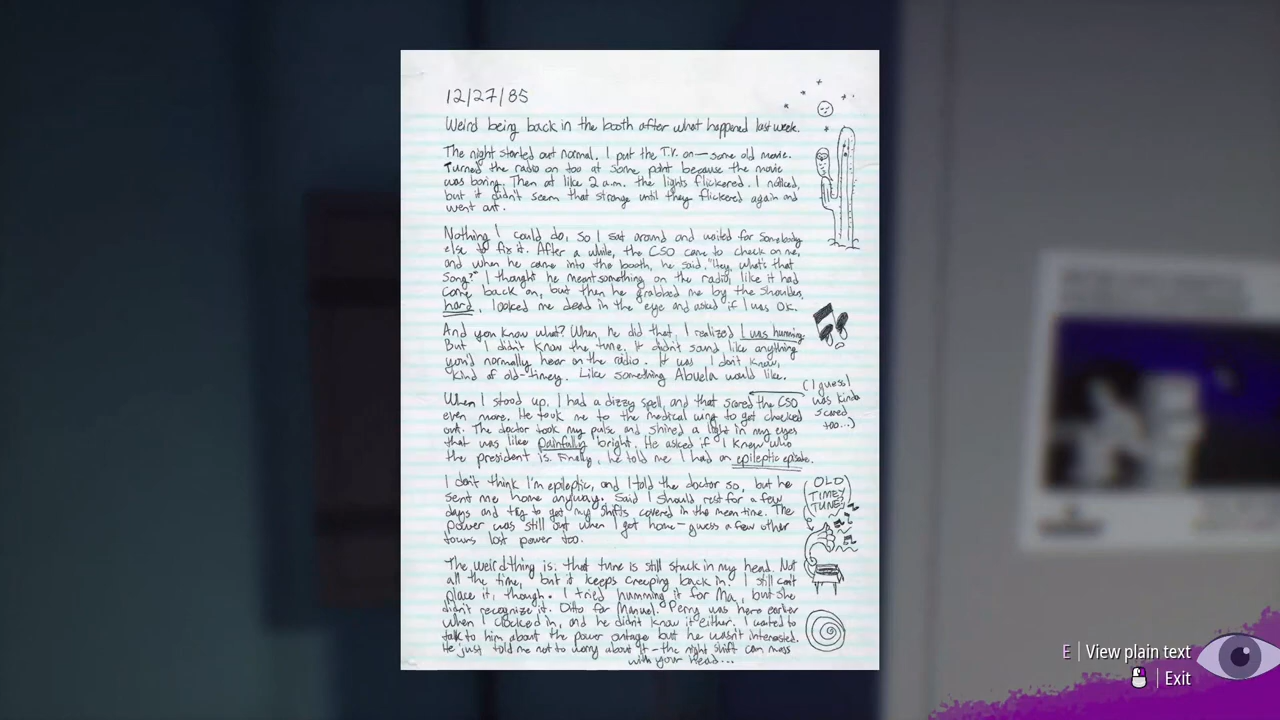 12/27/85
Weird being back in the booth after what happened last week.
The night started out normal. I put the T.V. on—some old movie.
Turned the radio on too at some point because the movie
was boring. Then at like 2 a.m. the lights flickered. I noticed,
but it didn't seem that strange until they flickered again and
went out.
Nothing I could do, so I sat around and waited for somebody
else to fix it. After a while, the CSO came to check on me,
and when he came into the booth, he said, "Hey, what's that
song?" I thought he meant something on the radio, like it had
come back on, but then he grabbed me by the shoulder,
hard, looked me dead in the eye and asked if I was OK.
And you know what? When he did that, I realized I was humming.
But I didn't know the tune. It didn't sound like anything
you'd normally hear on the radio. It was I don't know,
kind of old-timey. Like something Abuela would like.
When I stood up, I had a dizzy spell, and that scared the CSO
even more. He took me to the medical wing to get checked
out. The doctor took my pulse and shined a light in my eyes
that was like painfully bright. He asked if I knew who
the president is. Finally, he told me I had an epileptic episode.
(I guess I
was kinda
scared
too...)
I don't think I'm epileptic, and I told the doctor so, but he
sent me home anyway. Said I should rest for a few
days and try to get my shifts covered in the mean time. The
power was still out when I got home—guess a few other
towns lost power too.
OLD
TIMEY
TUNES
The weird thing is, that tune is still stuck in my head. Not
all the time, but it keeps creeping back in. I still can't
place it, though. I tried humming it for Ma, but she
didn't recognize it. Ditto for Manuel. Perry was here earlier
when I clocked in, and he didn't know it either. I wanted to
talk to him about the power outage but he wasn't interested.
He just told me not to worry about it—the night shift can mess
with your head...
E | View plain text
| Exit